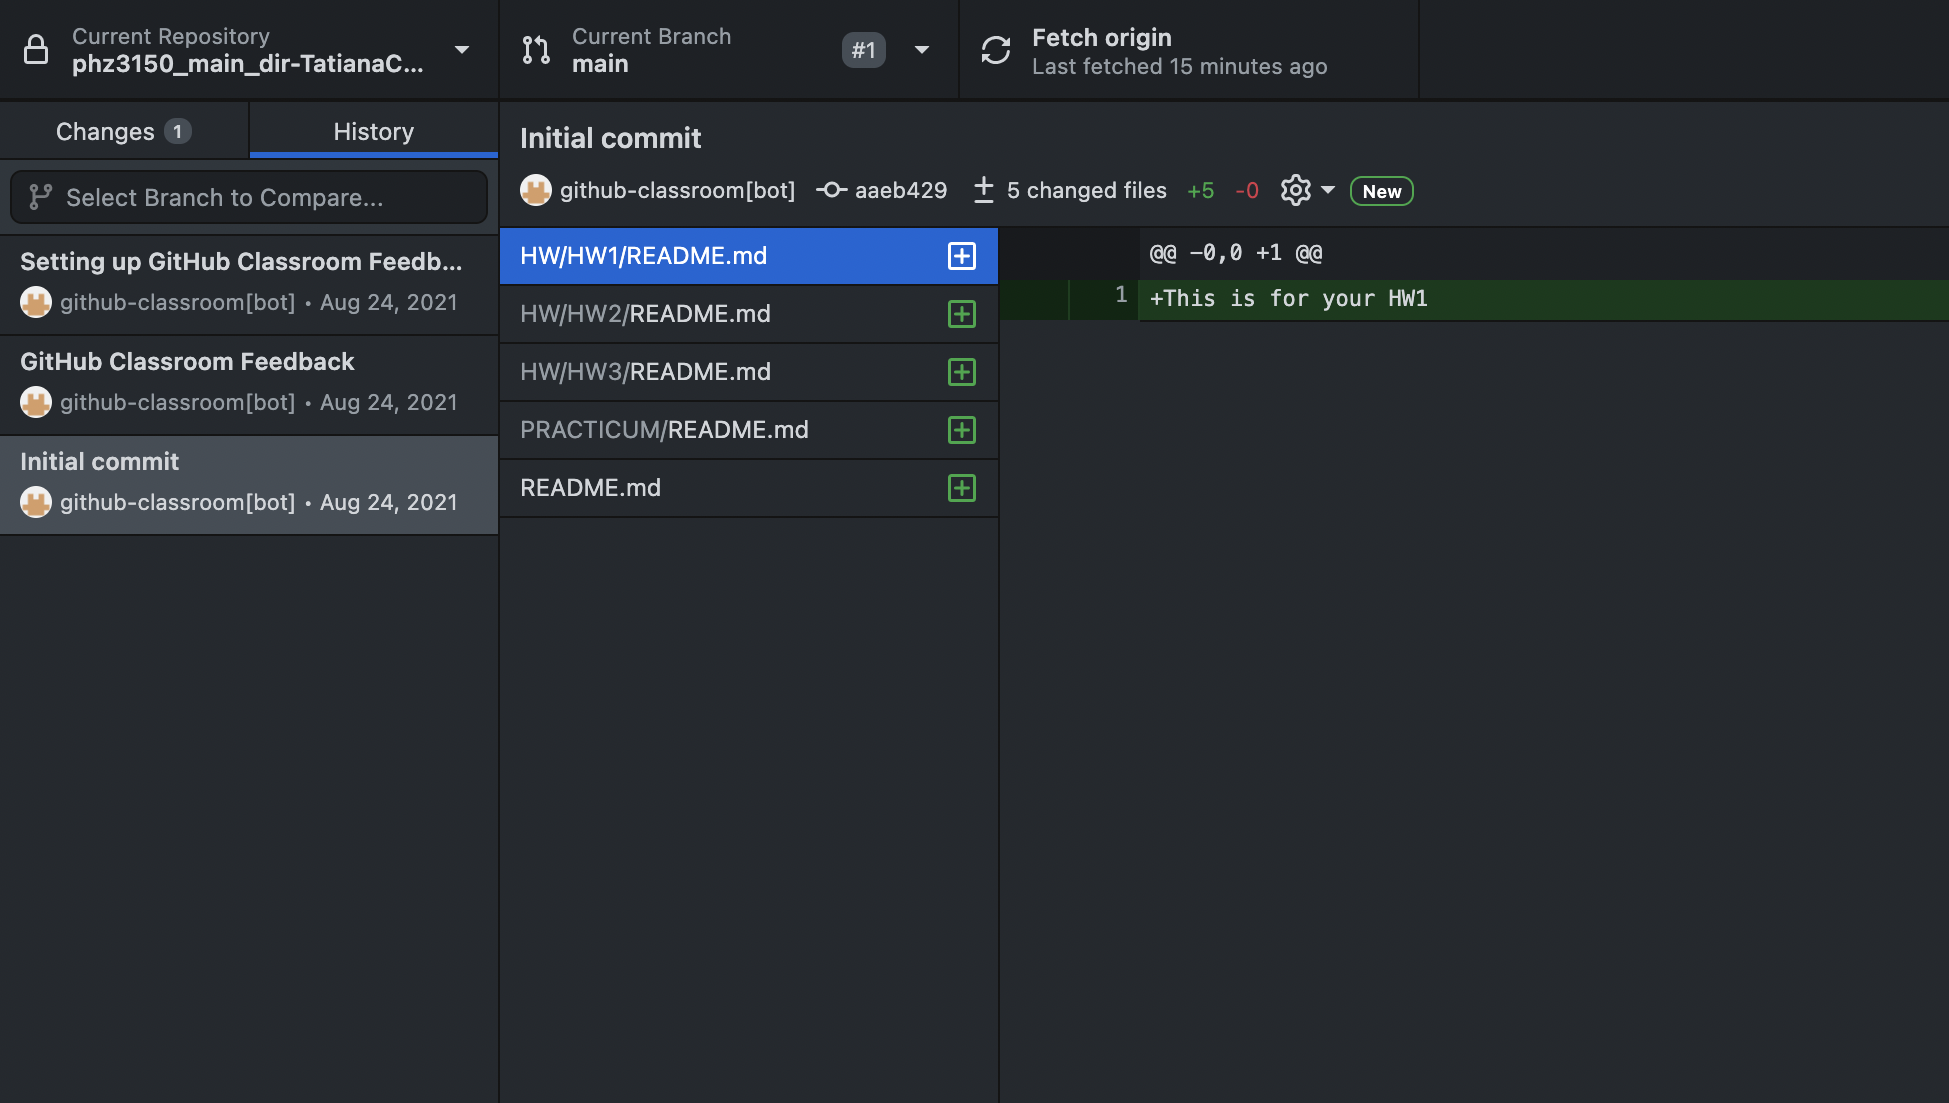 Current Repository
phz3150_main_dir-TatianaC...
Current Branch
main
#1
Fetch origin
Last fetched 15 minutes ago
Changes 1
History
Select Branch to Compare...
Setting up GitHub Classroom Feedb...
github-classroom[bot] • Aug 24, 2021
GitHub Classroom Feedback
github-classroom[bot] • Aug 24, 2021
Initial commit
github-classroom[bot] • Aug 24, 2021
Initial commit
github-classroom[bot] aaeb429 5 changed files +5 -0 New
HW/HW1/README.md
HW/HW2/README.md
HW/HW3/README.md
PRACTICUM/README.md
README.md
@@ -0,0 +1 @@
1 +This is for your HW1